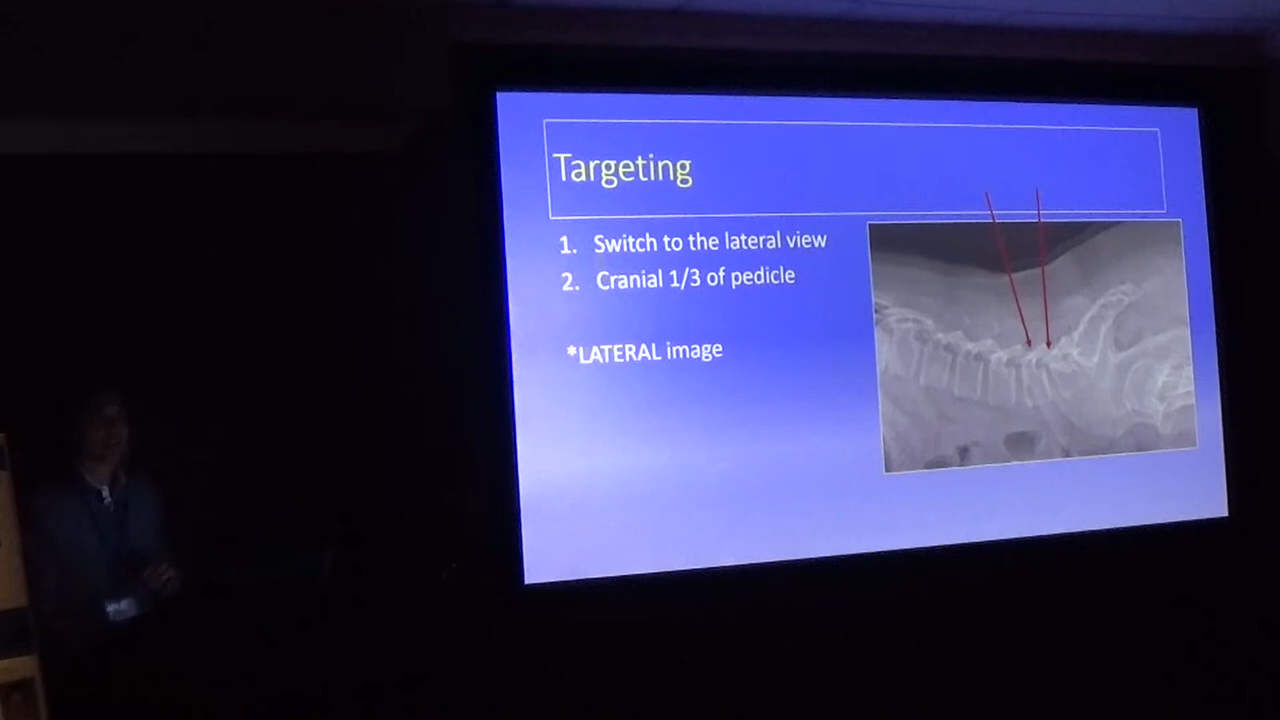 Targeting
1. Switch to the lateral view
2. Cranial 1/3 of pedicle
*LATERAL image